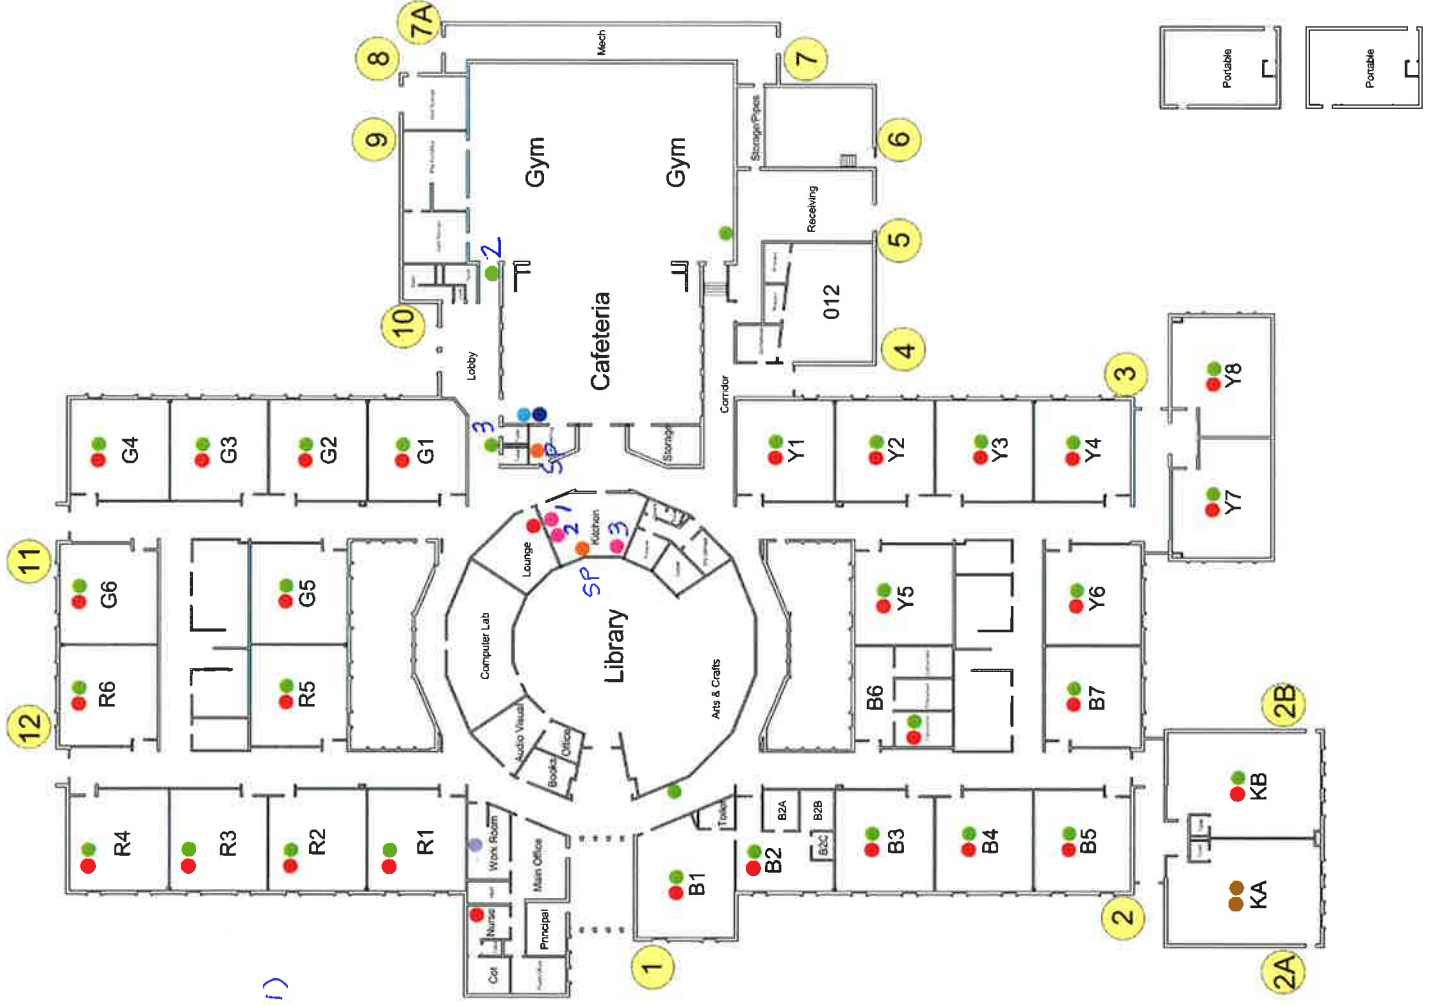 7A
8
Mech
7
Portable
Portable
9
Gym
Gym
Storage/Pipes
6
Receiving
5
2
10
Lobby
Cafeteria
012
4
Corridor
3
3
SP
Storage
G4
G3
G2
G1
Y1
Y2
Y3
Y4
Y8
Y7
1
2
Kitchen
3
SP
Lounge
11
G6
G5
Computer Lab
Library
Arts & Crafts
Y5
Y6
R6
R5
B6
B7
12
Audio Visual
Books
Office
2B
R4
R3
R2
R1
Work Room
Main Office
Toilet
B2A
B2B
B2C
B1
B2
B3
B4
B5
KB
KA
Nurse
Principal
Cot
1
2
2A
1)